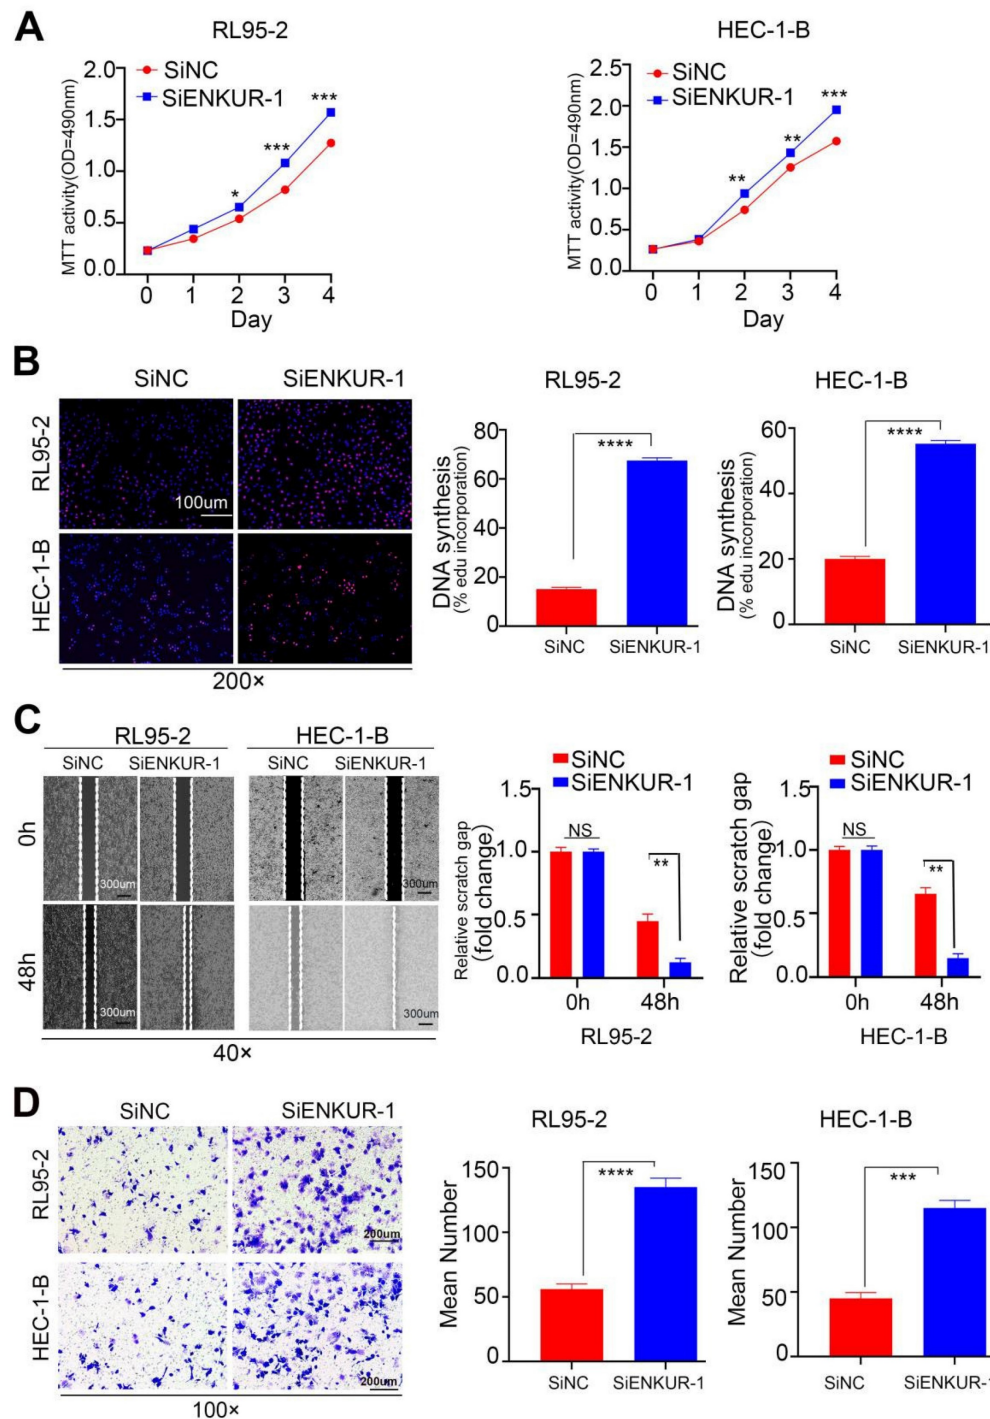 A
RL95-2
HEC-1-B
MTT activity(OD=490nm)
2.0
1.5
1.0
0.5
0.0
SiNC
SiENKUR-1
*
***
***
0 1 2 3 4
Day
MTT activity(OD=490nm)
2.5
2.0
1.5
1.0
0.5
0.0
SiNC
SiENKUR-1
**
**
***
0 1 2 3 4
Day
B
SiNC SiENKUR-1
RL95-2
100um
HEC-1-B
200×
RL95-2
DNA synthesis
(% edu incorporation)
80
60
40
20
0
****
SiNC SiENKUR-1
HEC-1-B
DNA synthesis
(% edu incorporation)
60
40
20
0
****
SiNC SiENKUR-1
C
RL95-2 HEC-1-B
SiNC SiENKUR-1 SiNC SiENKUR-1
0h
300um 300um 300um 300um
48h
300um 300um 300um
40×
SiNC
SiENKUR-1
Relative scratch gap
(fold change)
1.5
1.0
0.5
0.0
NS
**
0h 48h
RL95-2
SiNC
SiENKUR-1
Relative scratch gap
(fold change)
1.5
1.0
0.5
0.0
NS
**
0h 48h
HEC-1-B
D
SiNC SiENKUR-1
RL95-2
200um
HEC-1-B
200um
100×
RL95-2
Mean Number
150
100
50
0
****
SiNC SiENKUR-1
HEC-1-B
Mean Number
150
100
50
0
***
SiNC SiENKUR-1